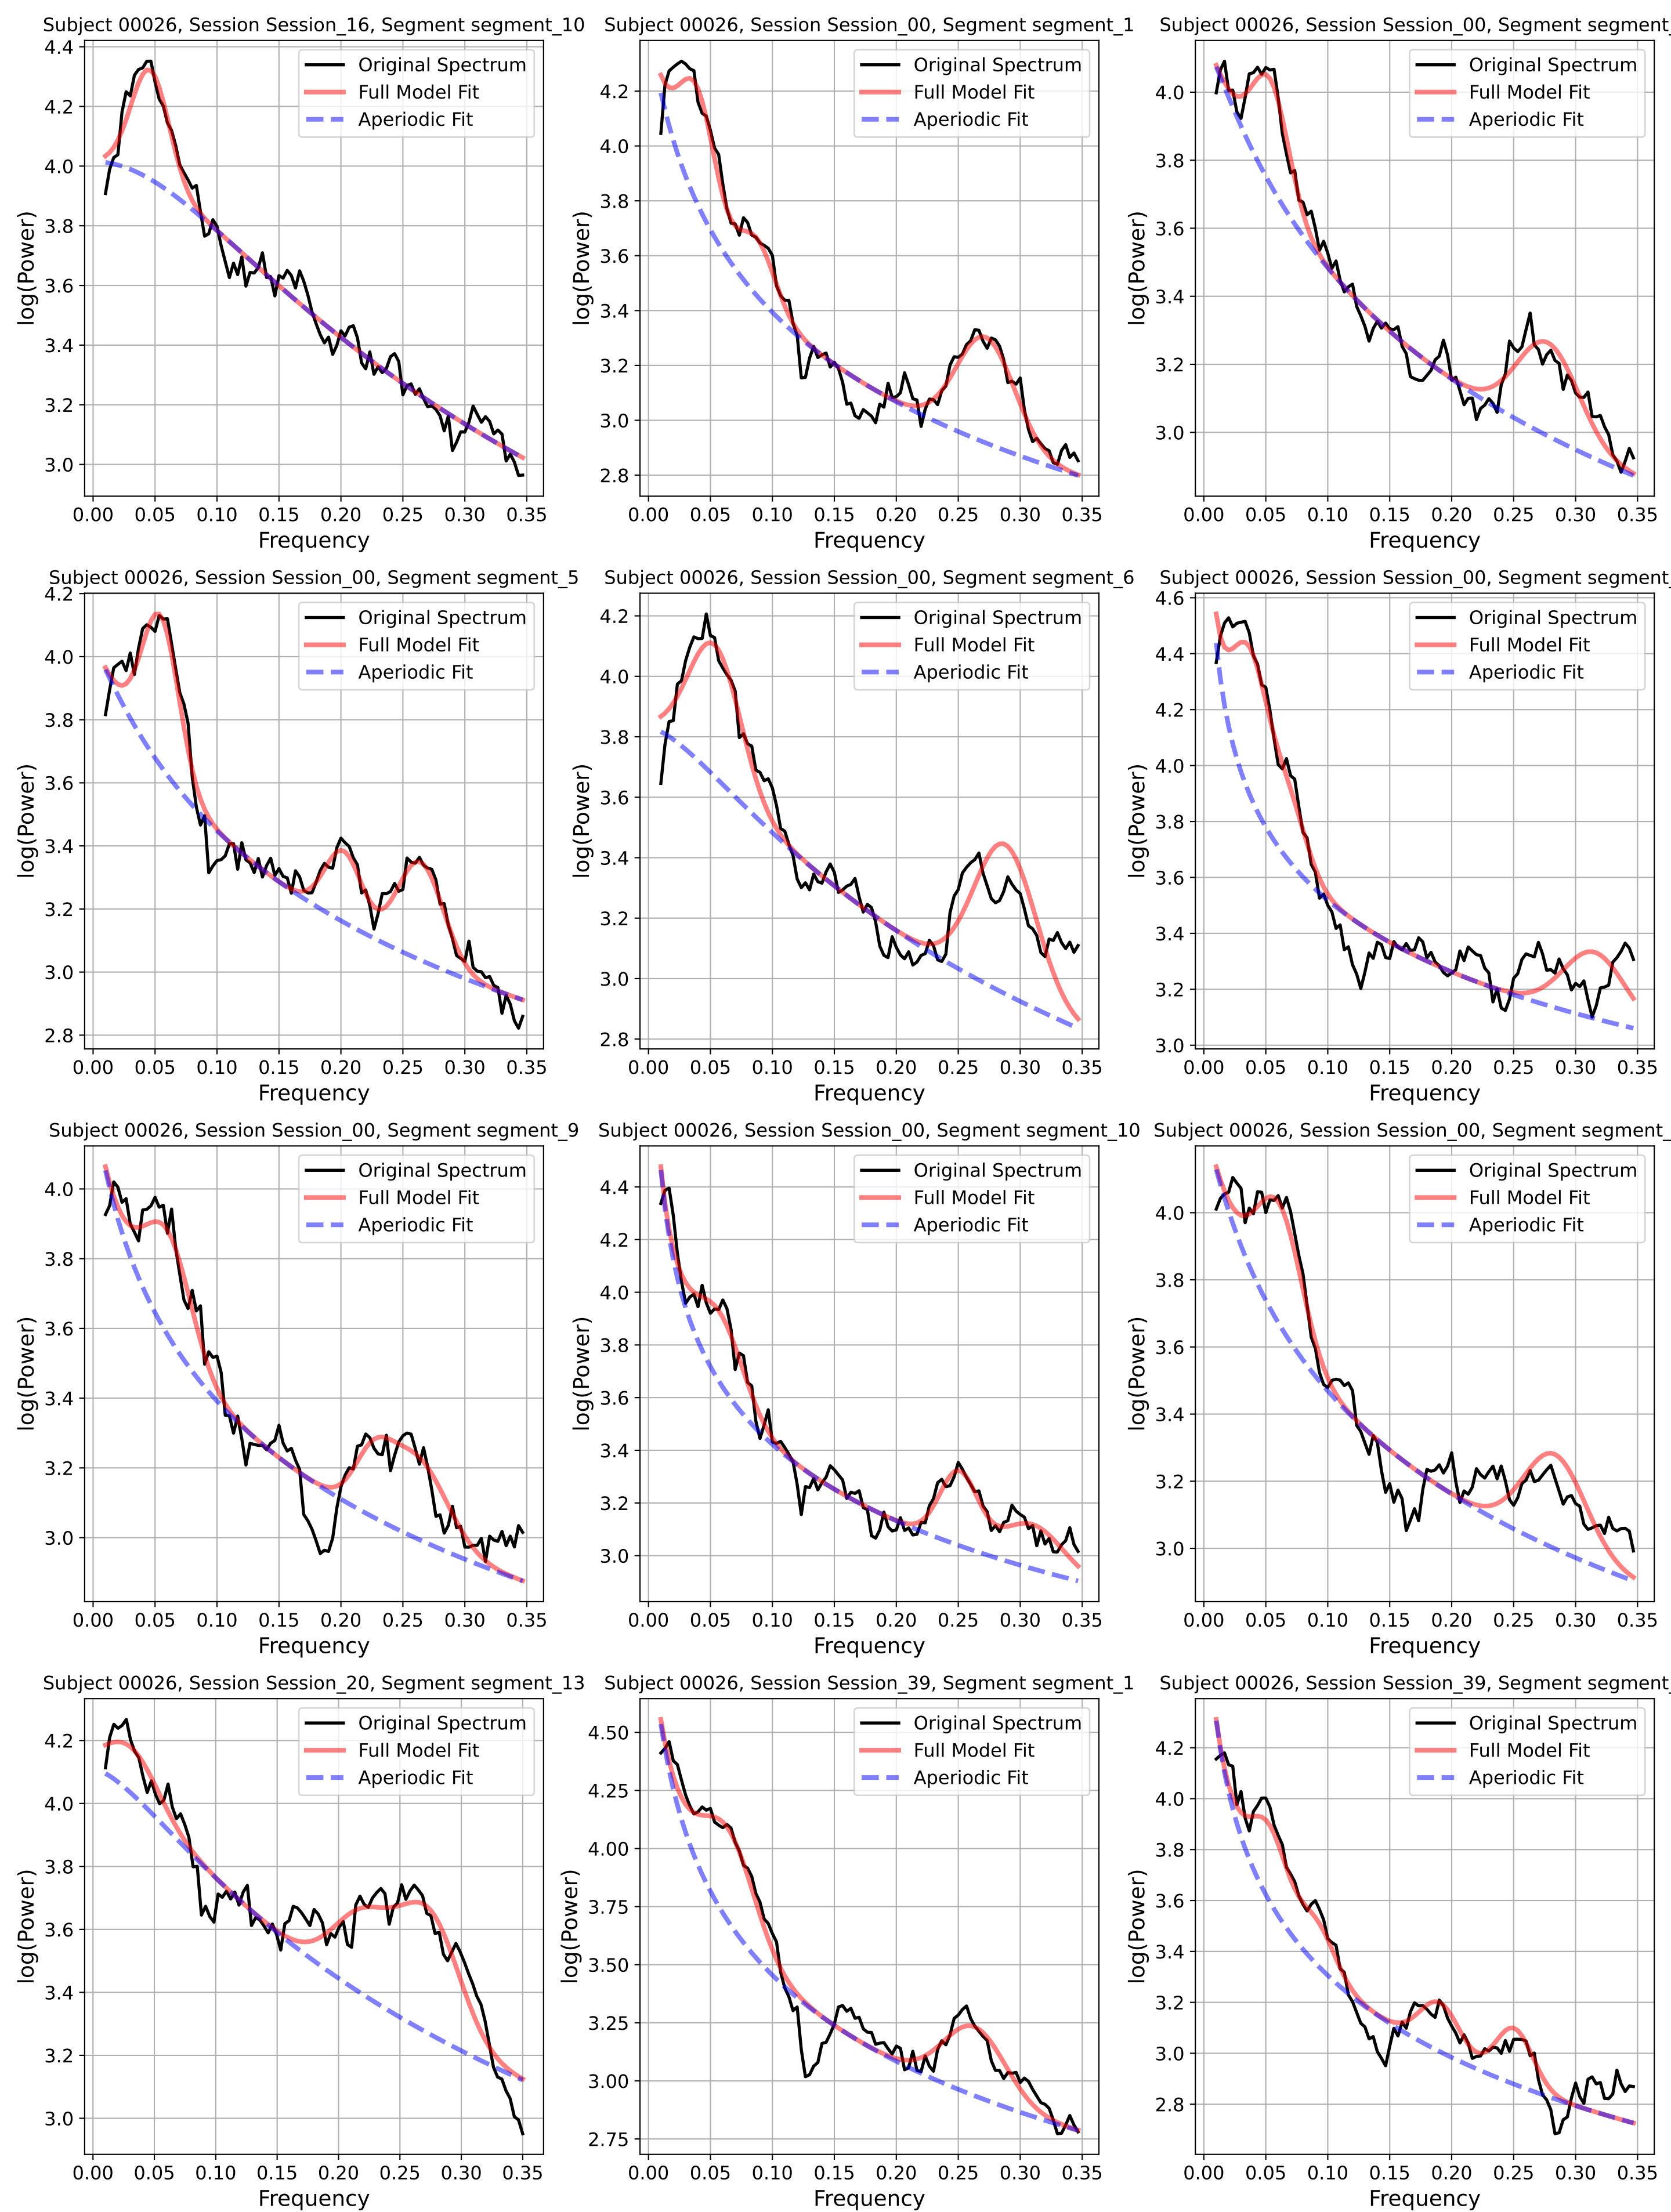 Subject 00026, Session Session_16, Segment segment_10
Original Spectrum
Full Model Fit
Aperiodic Fit
log(Power)
4.4
4.2
4.0
3.8
3.6
3.4
3.2
3.0
0.00 0.05 0.10 0.15 0.20 0.25 0.30 0.35
Frequency
Subject 00026, Session Session_00, Segment segment_1
Original Spectrum
Full Model Fit
Aperiodic Fit
log(Power)
4.2
4.0
3.8
3.6
3.4
3.2
3.0
2.8
0.00 0.05 0.10 0.15 0.20 0.25 0.30 0.35
Frequency
Subject 00026, Session Session_00, Segment segment_
Original Spectrum
Full Model Fit
Aperiodic Fit
log(Power)
4.0
3.8
3.6
3.4
3.2
3.0
0.00 0.05 0.10 0.15 0.20 0.25 0.30 0.35
Frequency
Subject 00026, Session Session_00, Segment segment_5
Original Spectrum
Full Model Fit
Aperiodic Fit
log(Power)
4.2
4.0
3.8
3.6
3.4
3.2
3.0
2.8
0.00 0.05 0.10 0.15 0.20 0.25 0.30 0.35
Frequency
Subject 00026, Session Session_00, Segment segment_6
Original Spectrum
Full Model Fit
Aperiodic Fit
log(Power)
4.2
4.0
3.8
3.6
3.4
3.2
3.0
2.8
0.00 0.05 0.10 0.15 0.20 0.25 0.30 0.35
Frequency
Subject 00026, Session Session_00, Segment segment_
Original Spectrum
Full Model Fit
Aperiodic Fit
log(Power)
4.6
4.4
4.2
4.0
3.8
3.6
3.4
3.2
3.0
0.00 0.05 0.10 0.15 0.20 0.25 0.30 0.35
Frequency
Subject 00026, Session Session_00, Segment segment_9
Original Spectrum
Full Model Fit
Aperiodic Fit
log(Power)
4.0
3.8
3.6
3.4
3.2
3.0
0.00 0.05 0.10 0.15 0.20 0.25 0.30 0.35
Frequency
Subject 00026, Session Session_00, Segment segment_10
Original Spectrum
Full Model Fit
Aperiodic Fit
log(Power)
4.4
4.2
4.0
3.8
3.6
3.4
3.2
3.0
0.00 0.05 0.10 0.15 0.20 0.25 0.30 0.35
Frequency
Subject 00026, Session Session_00, Segment segment_
Original Spectrum
Full Model Fit
Aperiodic Fit
log(Power)
4.0
3.8
3.6
3.4
3.2
3.0
0.00 0.05 0.10 0.15 0.20 0.25 0.30 0.35
Frequency
Subject 00026, Session Session_20, Segment segment_13
Original Spectrum
Full Model Fit
Aperiodic Fit
log(Power)
4.2
4.0
3.8
3.6
3.4
3.2
3.0
0.00 0.05 0.10 0.15 0.20 0.25 0.30 0.35
Frequency
Subject 00026, Session Session_39, Segment segment_1
Original Spectrum
Full Model Fit
Aperiodic Fit
log(Power)
4.50
4.25
4.00
3.75
3.50
3.25
3.00
2.75
0.00 0.05 0.10 0.15 0.20 0.25 0.30 0.35
Frequency
Subject 00026, Session Session_39, Segment segment_
Original Spectrum
Full Model Fit
Aperiodic Fit
log(Power)
4.2
4.0
3.8
3.6
3.4
3.2
3.0
2.8
0.00 0.05 0.10 0.15 0.20 0.25 0.30 0.35
Frequency